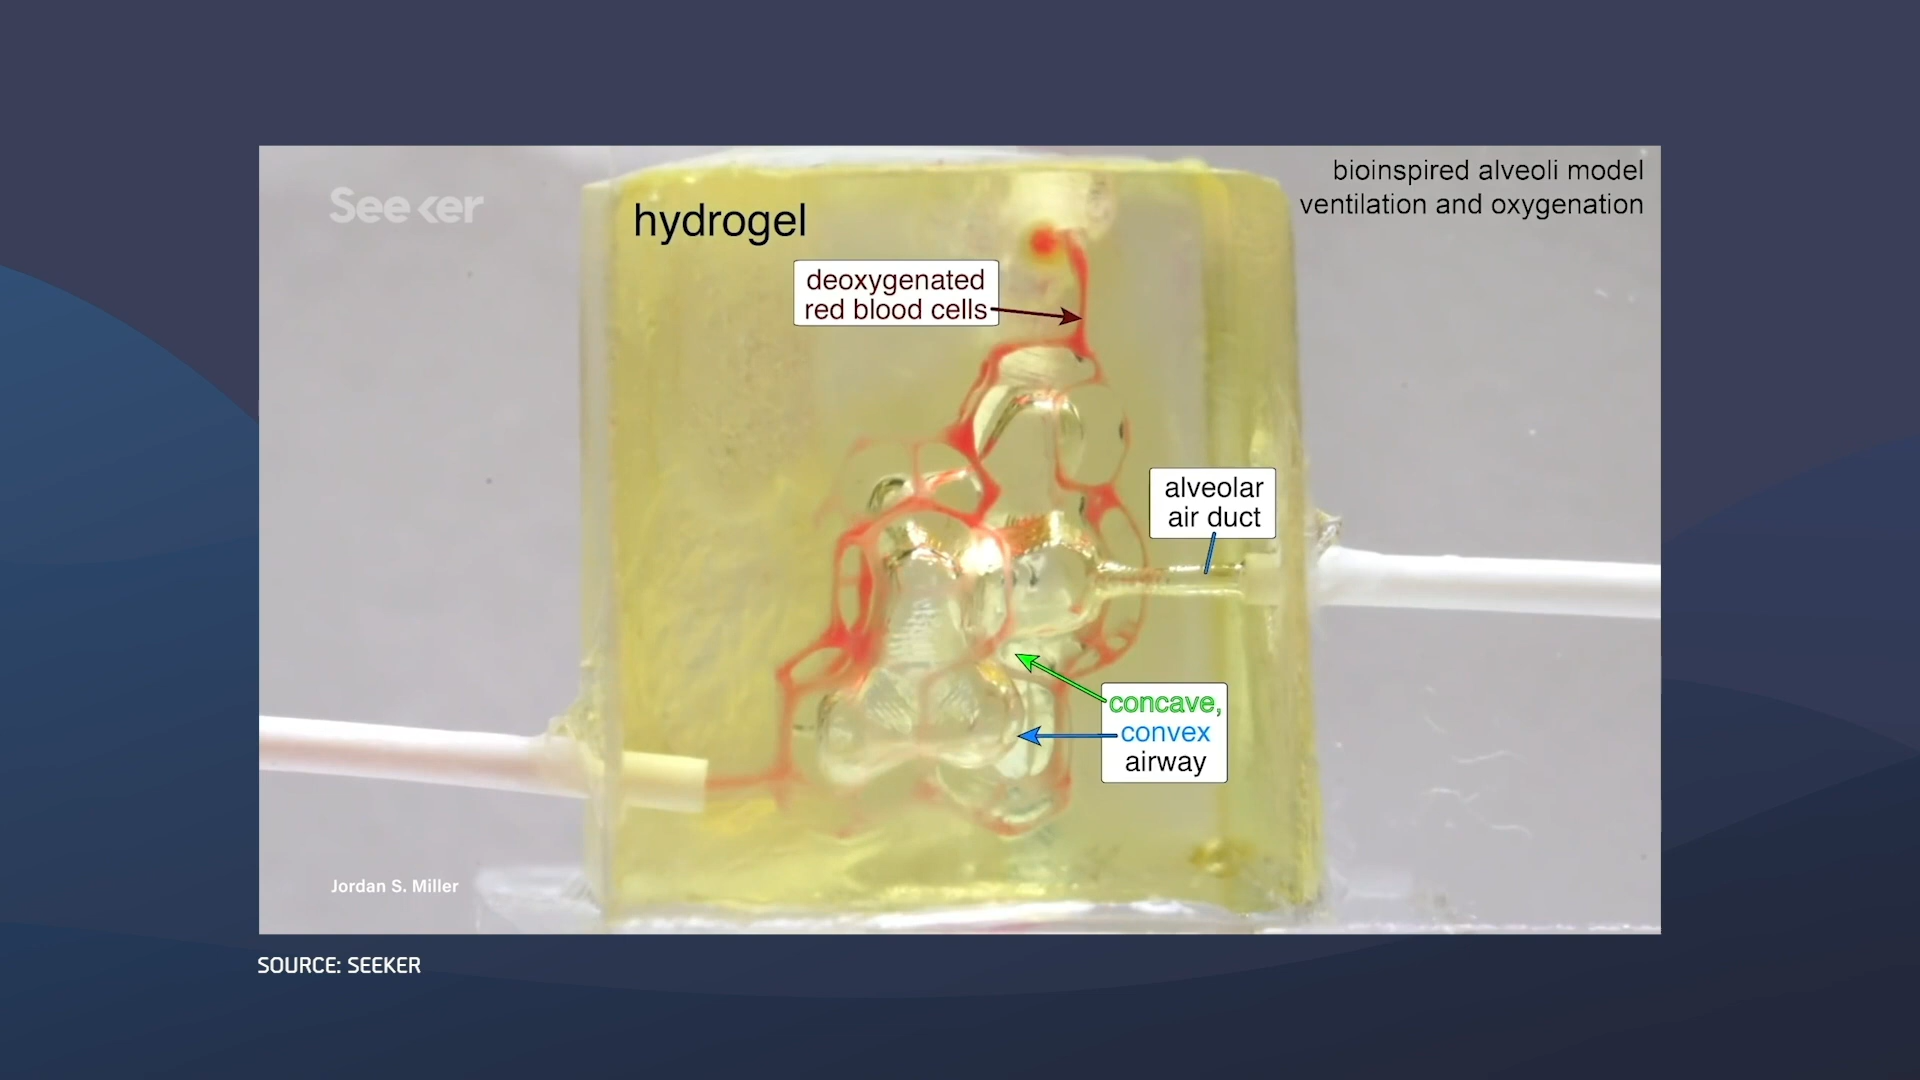 Seeker
bioinspired alveoli model
ventilation and oxygenation
hydrogel
deoxygenated
red blood cells
alveolar
air duct
concave,
convex
airway
Jordan S. Miller
SOURCE: SEEKER